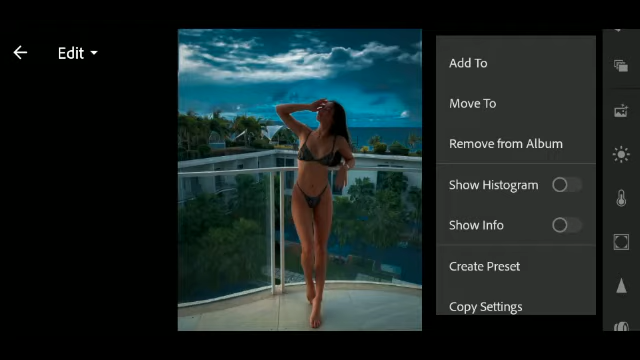 Edit
Add To
Move To
Remove from Album
Show Histogram
Show Info
Create Preset
Copy Settings